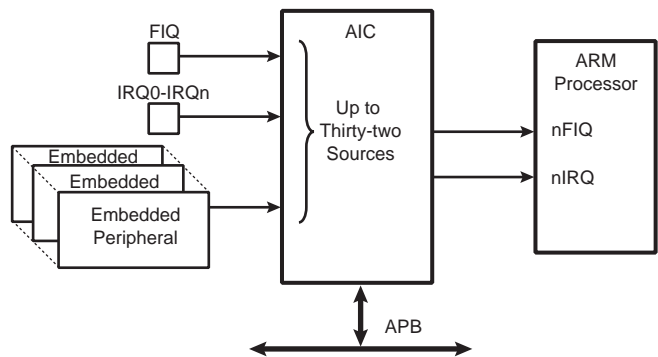 FIQ
IRQ0-IRQn
Embedded
Embedded
Embedded
Peripheral
AIC
Up to
Thirty-two
Sources
ARM
Processor
nFIQ
nIRQ
APB